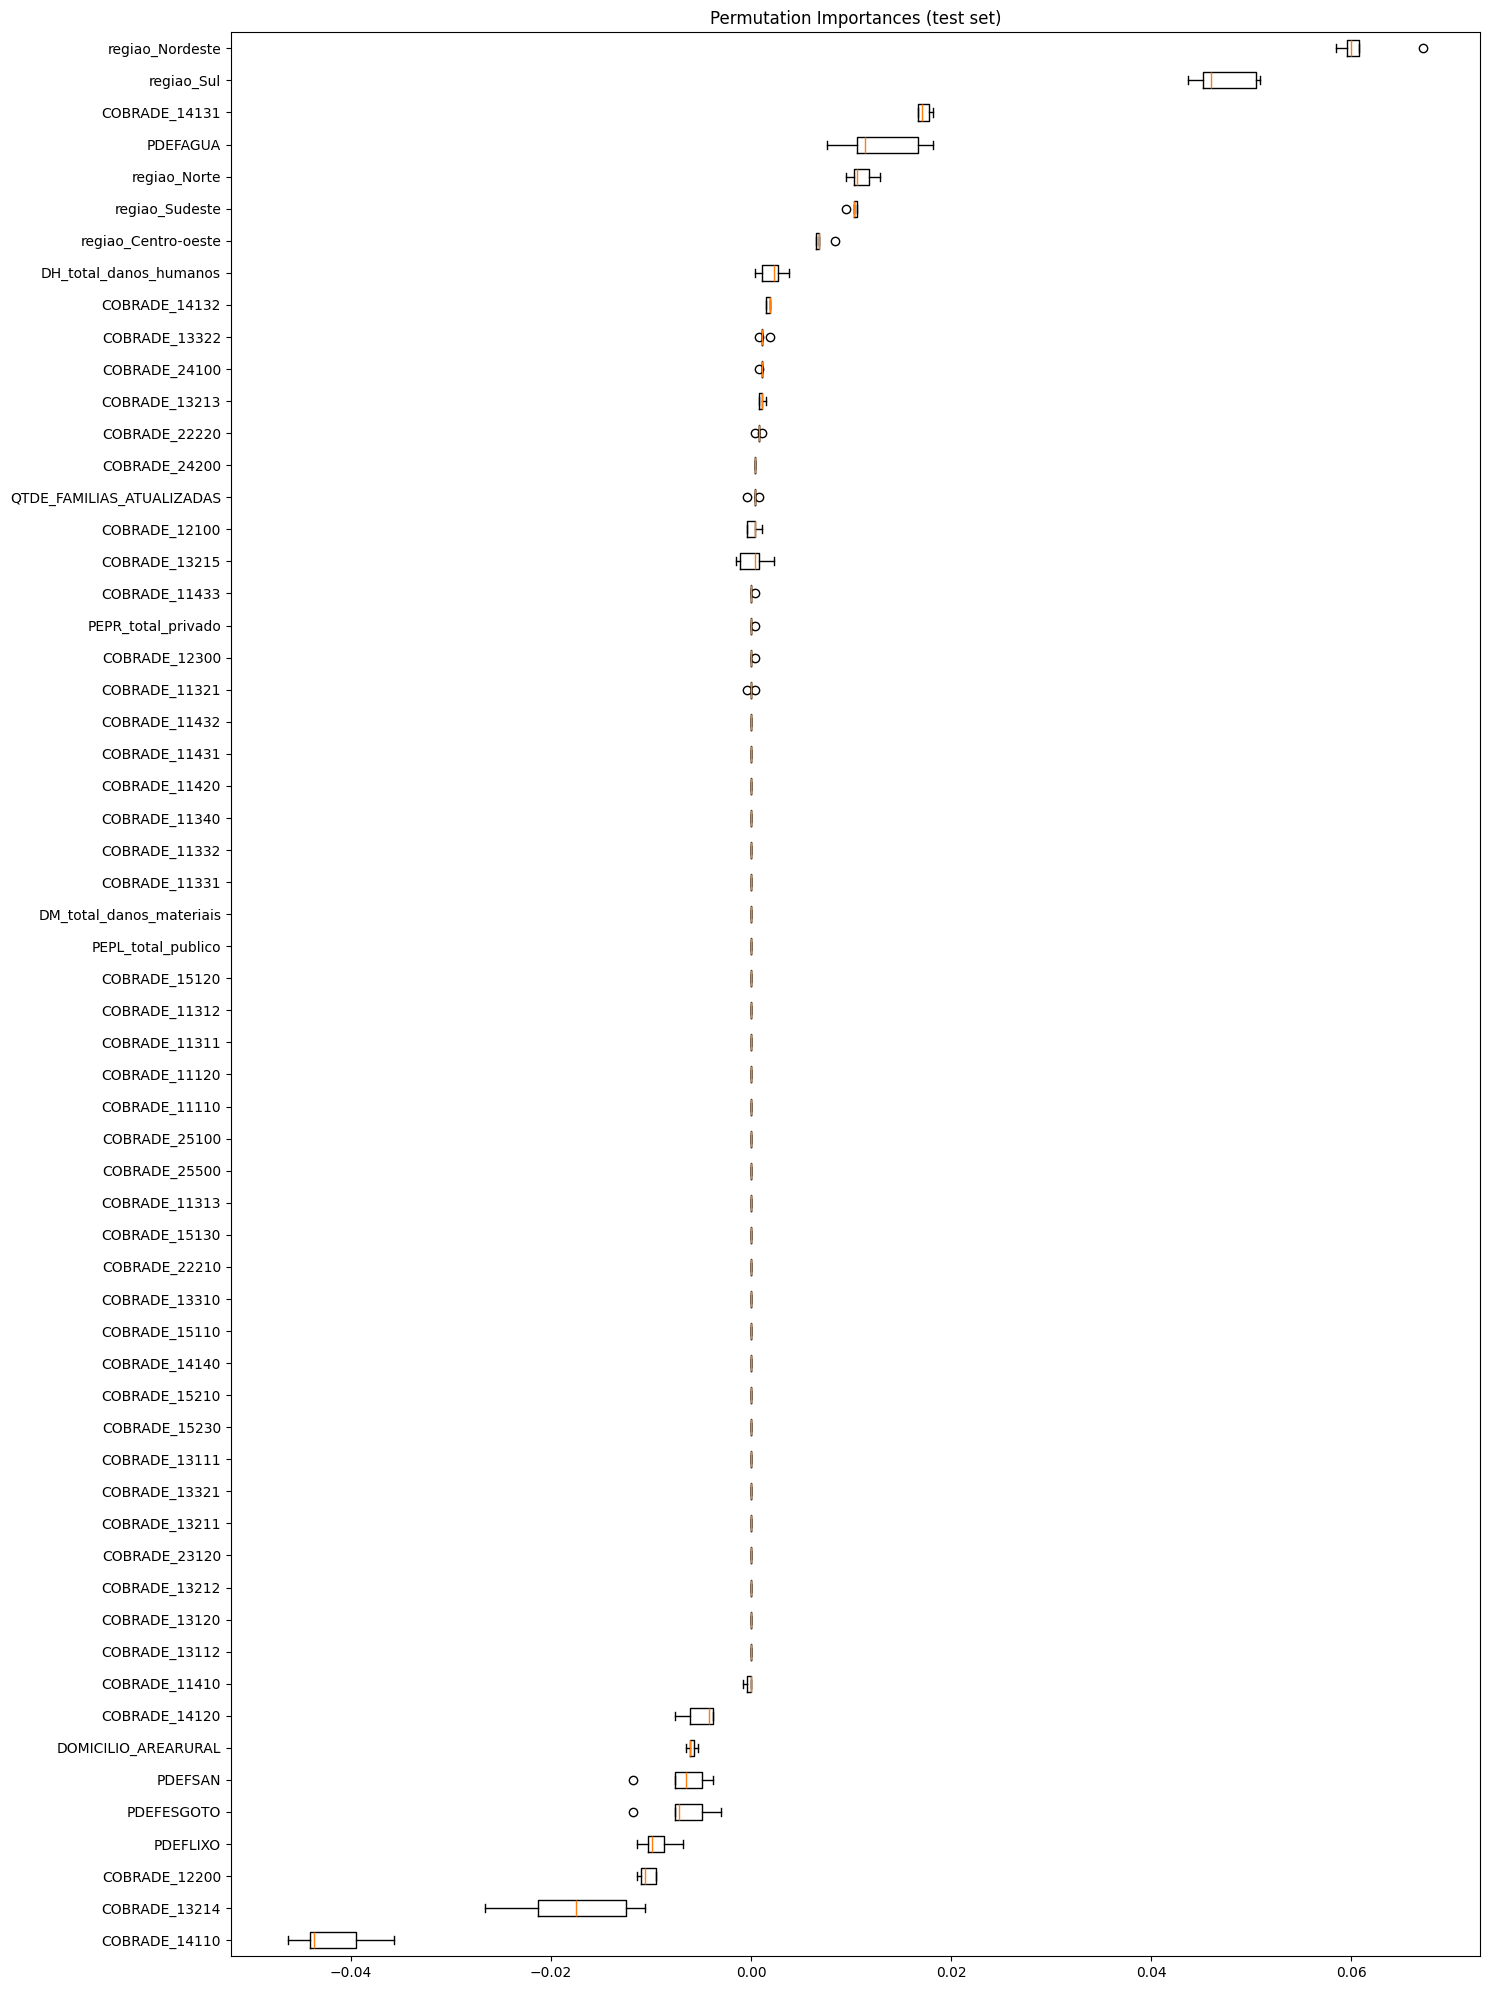 Permutation Importances (test set)
regiao_Nordeste
regiao_Sul
COBRADE_14131
PDEFAGUA
regiao_Norte
regiao_Sudeste
regiao_Centro-oeste
DH_total_danos_humanos
COBRADE_14132
COBRADE_13322
COBRADE_24100
COBRADE_13213
COBRADE_22220
COBRADE_24200
QTDE_FAMILIAS_ATUALIZADAS
COBRADE_12100
COBRADE_13215
COBRADE_11433
PEPR_total_privado
COBRADE_12300
COBRADE_11321
COBRADE_11432
COBRADE_11431
COBRADE_11420
COBRADE_11340
COBRADE_11332
COBRADE_11331
DM_total_danos_materiais
PEPL_total_publico
COBRADE_15120
COBRADE_11312
COBRADE_11311
COBRADE_11120
COBRADE_11110
COBRADE_25100
COBRADE_25500
COBRADE_11313
COBRADE_15130
COBRADE_22210
COBRADE_13310
COBRADE_15110
COBRADE_14140
COBRADE_15210
COBRADE_15230
COBRADE_13111
COBRADE_13321
COBRADE_13211
COBRADE_23120
COBRADE_13212
COBRADE_13120
COBRADE_13112
COBRADE_11410
COBRADE_14120
DOMICILIO_AREARURAL
PDEFSAN
PDEFESGOTO
PDEFLIXO
COBRADE_12200
COBRADE_13214
COBRADE_14110
−0.04 −0.02 0.00 0.02 0.04 0.06